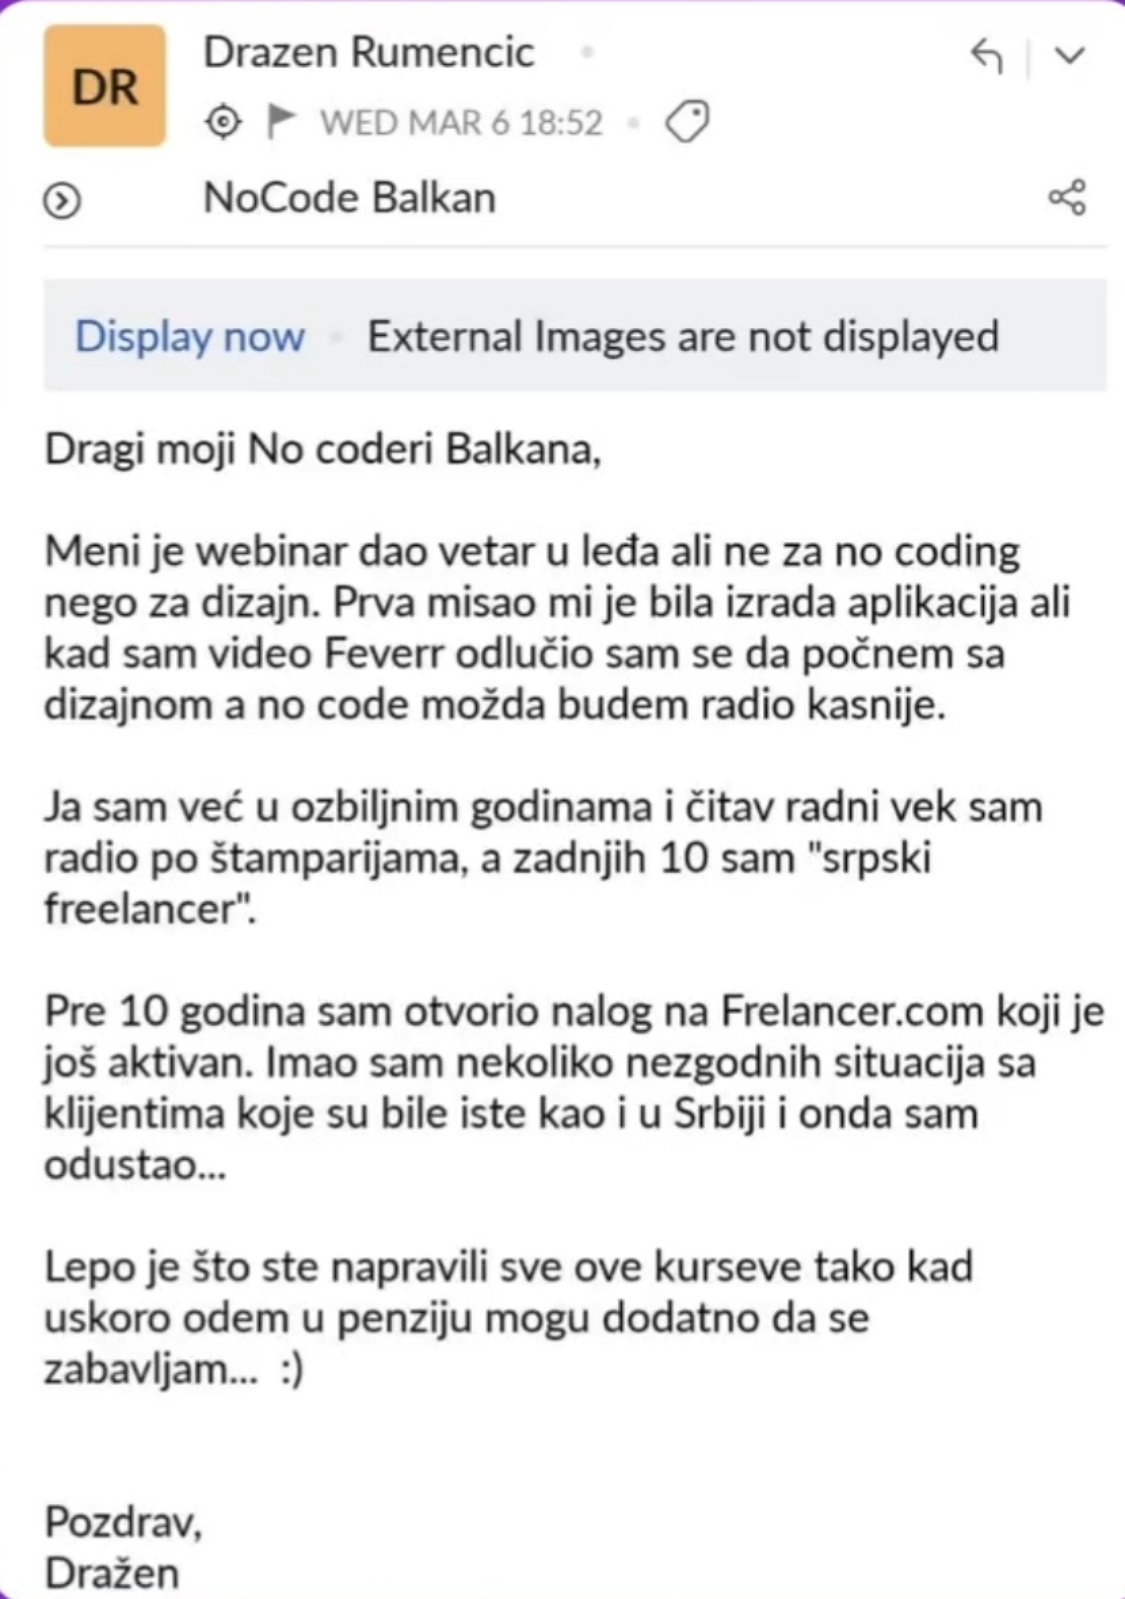 DR
Drazen Rumencic
WED MAR 6 18:52
NoCode Balkan
Display now
External Images are not displayed
Dragi moji No coderi Balkana,
Meni je webinar dao vetar u leđa ali ne za no coding
nego za dizajn. Prva misao mi je bila izrada aplikacija ali
kad sam video Feverr odlučio sam se da počnem sa
dizajnom a no code možda budem radio kasnije.
Ja sam već u ozbiljnim godinama i čitav radni vek sam
radio po štamparijama, a zadnjih 10 sam "srpski
freelancer".
Pre 10 godina sam otvorio nalog na Frelancer.com koji je
još aktivan. Imao sam nekoliko nezgodnih situacija sa
klijentima koje su bile iste kao i u Srbiji i onda sam
odustao...
Lepo je što ste napravili sve ove kurseve tako kad
uskoro odem u penziju mogu dodatno da se
zabavljam...  :)
Pozdrav,
Dražen